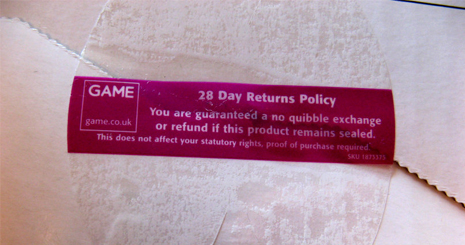 GAME
game.co.uk
28 Day Returns Policy
You are guaranteed a no quibble exchange
or refund if this product remains sealed.
This does not affect your statutory rights, proof of purchase required.